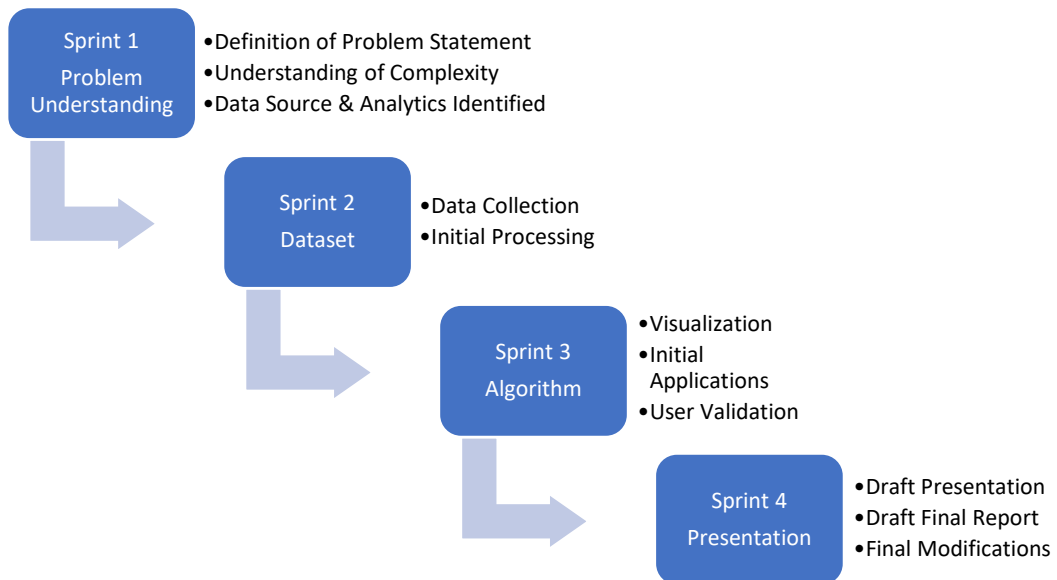 Sprint 1
Problem
Understanding
•Definition of Problem Statement
•Understanding of Complexity
•Data Source & Analytics Identified
Sprint 2
Dataset
•Data Collection
•Initial Processing
Sprint 3
Algorithm
•Visualization
•Initial
Applications
•User Validation
Sprint 4
Presentation
•Draft Presentation
•Draft Final Report
•Final Modifications